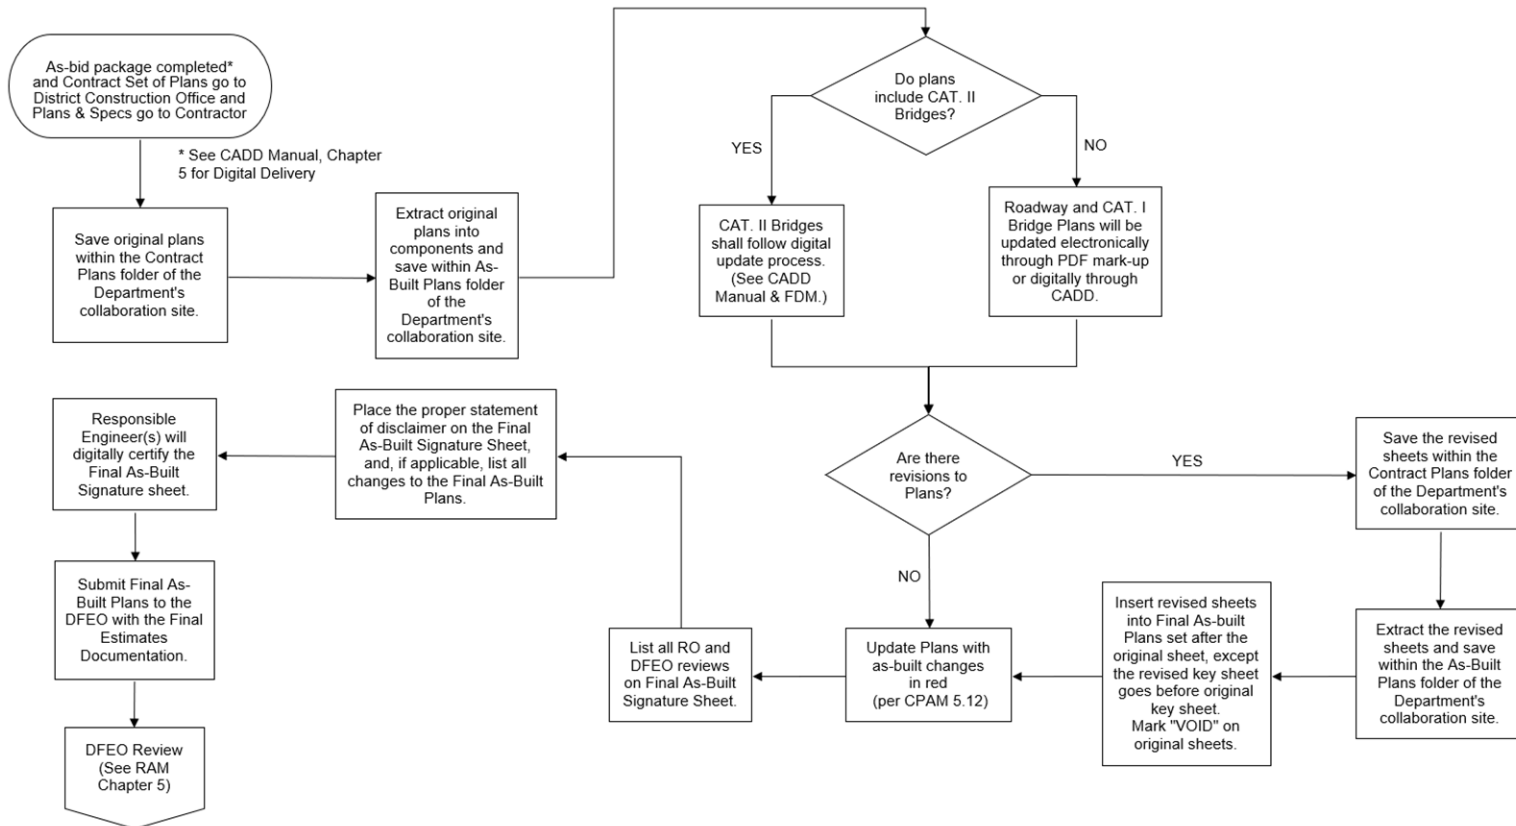 As-bid package completed*
and Contract Set of Plans go to
District Construction Office and
Plans & Specs go to Contractor
* See CADD Manual, Chapter
5 for Digital Delivery
Save original plans
within the Contract
Plans folder of the
Department's
collaboration site.
Extract original
plans into
components and
save within As-
Built Plans folder
of the
Department's
collaboration site.
Do plans
include CAT. II
Bridges?
YES
NO
CAT. II Bridges
shall follow digital
update process.
(See CADD
Manual & FDM.)
Roadway and CAT. I
Bridge Plans will be
updated electronically
through PDF mark-up
or digitally through
CADD.
Are there
revisions to
Plans?
YES
NO
Save the revised
sheets within the
Contract Plans folder
of the Department's
collaboration site.
Extract the revised
sheets and save
within the As-Built
Plans folder of the
Department's
collaboration site.
Insert revised sheets
into Final As-built
Plans set after the
original sheet, except
the revised key sheet
goes before original
key sheet.
Mark "VOID" on
original sheets.
Update Plans with
as-built changes
in red
(per CPAM 5.12)
List all RO and
DFEO reviews
on Final As-Built
Signature Sheet.
Place the proper statement
of disclaimer on the Final
As-Built Signature Sheet,
and, if applicable, list all
changes to the Final As-Built
Plans.
Responsible
Engineer(s) will
digitally certify the
Final As-Built
Signature sheet.
Submit Final As-
Built Plans to the
DFEO with the Final
Estimates
Documentation.
DFEO Review
(See RAM
Chapter 5)